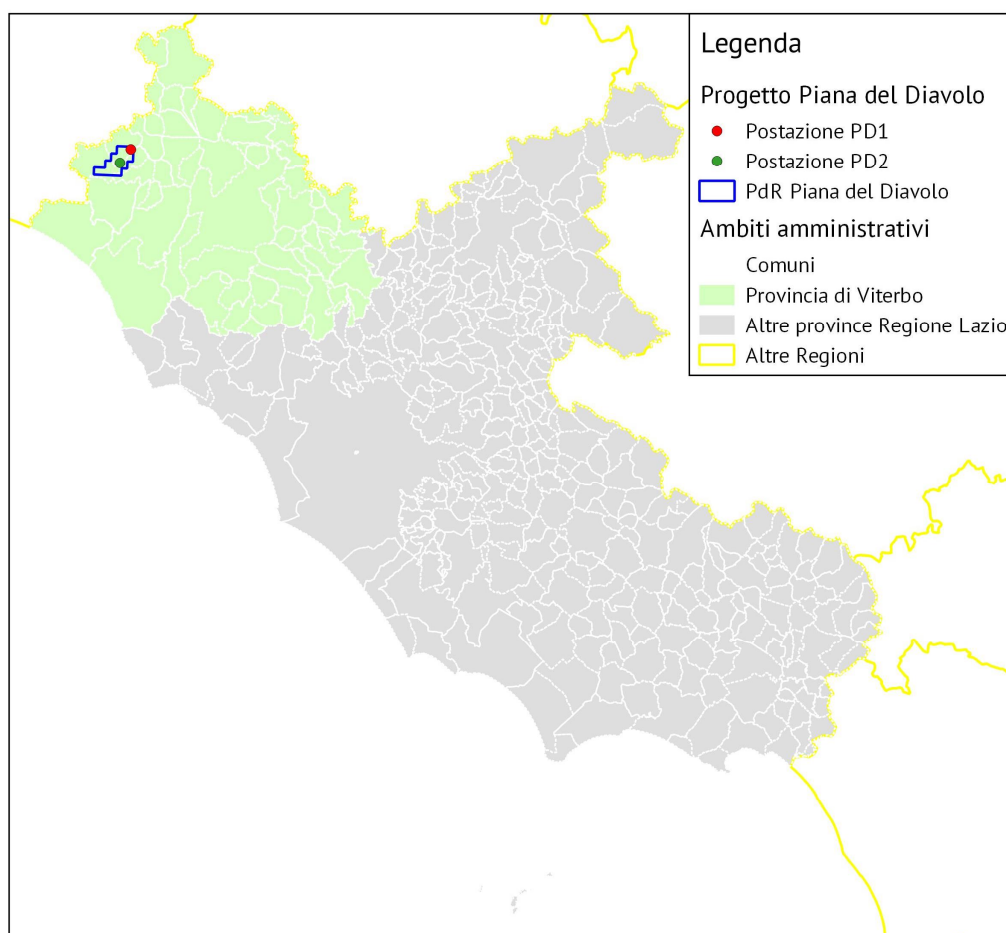 Legenda
Progetto Piana del Diavolo
Postazione PD1
Postazione PD2
PdR Piana del Diavolo
Ambiti amministrativi
Comuni
Provincia di Viterbo
Altre province Regione Lazio
Altre Regioni